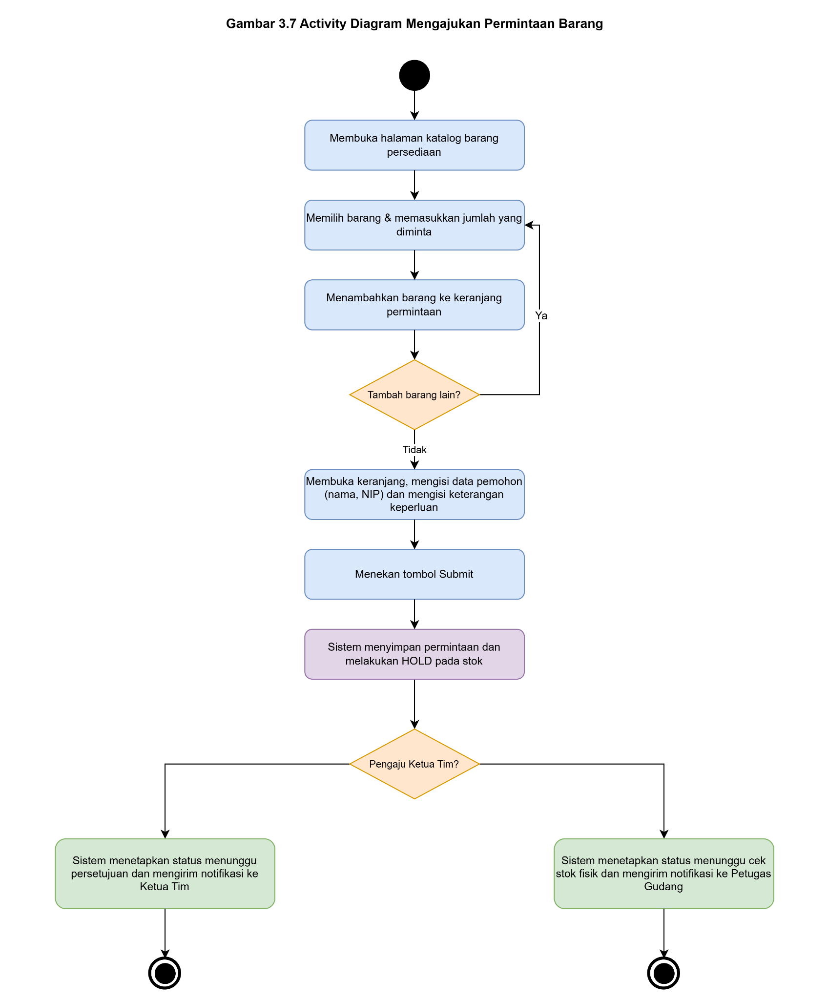 Gambar 3.7 Activity Diagram Mengajukan Permintaan Barang
Membuka halaman katalog barang
persediaan
Memilih barang & memasukkan jumlah yang
diminta
Menambahkan barang ke keranjang
permintaan
Ya
Tambah barang lain?
Tidak
Membuka keranjang, mengisi data pemohon
(nama, NIP) dan mengisi keterangan
keperluan
Menekan tombol Submit
Sistem menyimpan permintaan dan
melakukan HOLD pada stok
Pengaju Ketua Tim?
Sistem menetapkan status menunggu
persetujuan dan mengirim notifikasi ke
Ketua Tim
Sistem menetapkan status menunggu cek
stok fisik dan mengirim notifikasi ke Petugas
Gudang